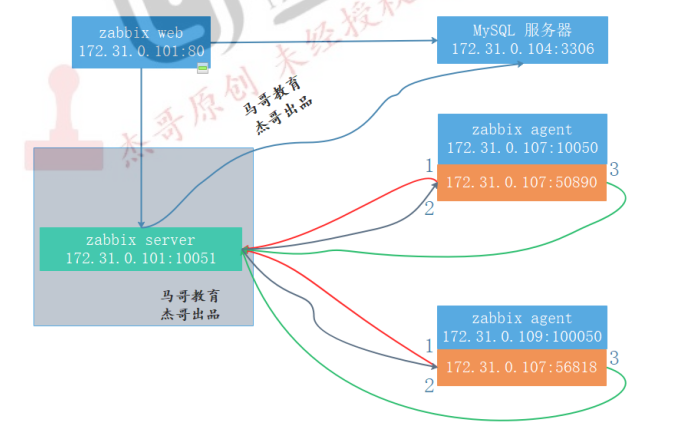 zabbix web
172.31.0.101:80
MySQL 服务器
172.31.0.104:3306
马哥教育
杰哥出品
杰哥原创 未经授权
zabbix agent
172.31.0.107:10050
1
172.31.0.107:50890
3
2
zabbix server
172.31.0.101:10051
马哥教育
杰哥出品
zabbix agent
172.31.0.109:100050
1
172.31.0.107:56818
3
2